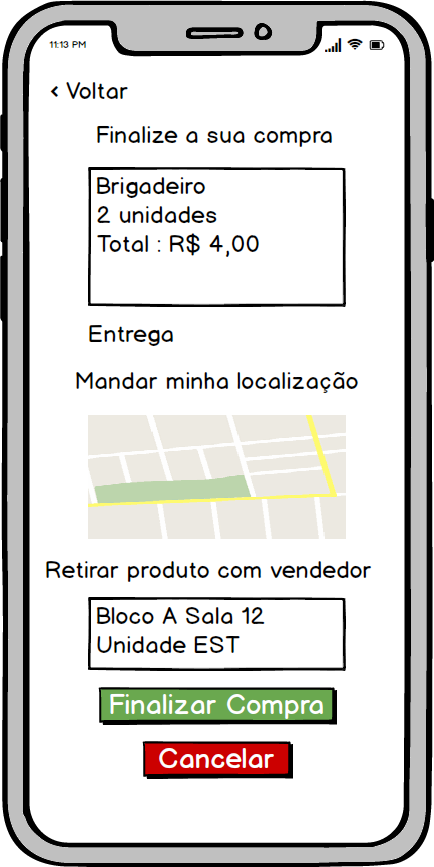 11:13 PM
< Voltar
Finalize a sua compra
Brigadeiro
2 unidades
Total : R$ 4,00
Entrega
Mandar minha localização
Retirar produto com vendedor
Bloco A Sala 12
Unidade EST
Finalizar Compra
Cancelar